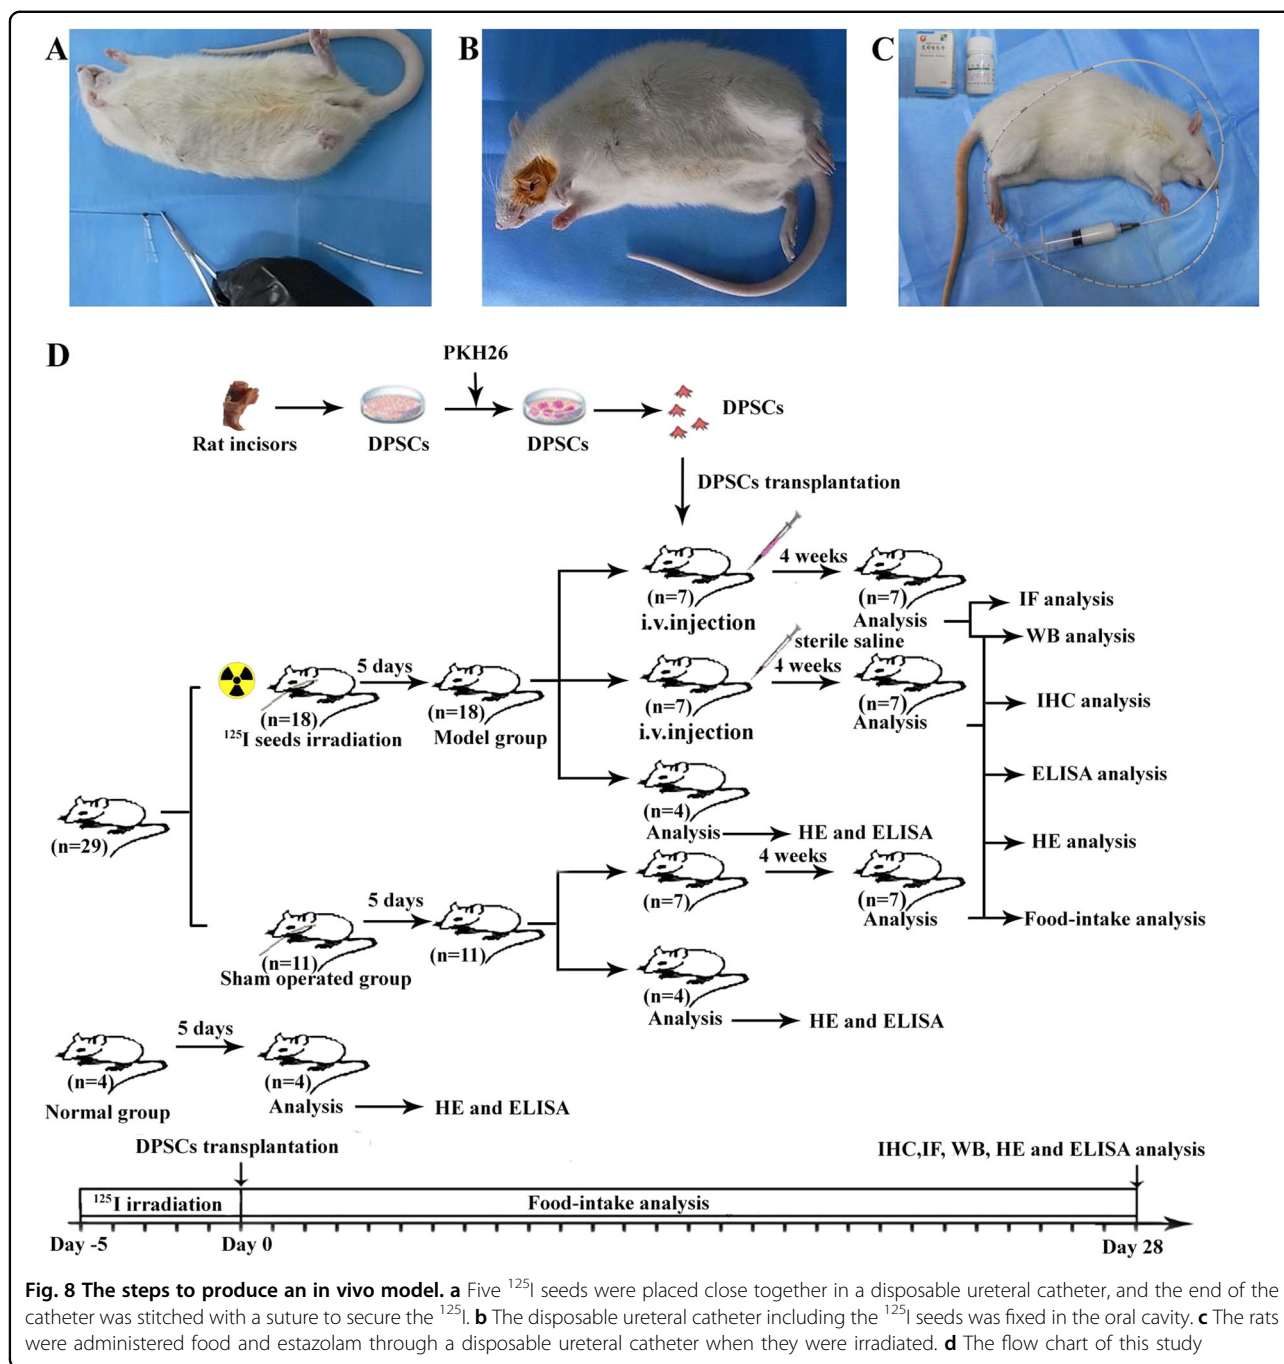 A
B
C
D
PKH26
Rat incisors
DPSCs
DPSCs
DPSCs
DPSCs transplantation
(n=7)
i.v.injection
4 weeks
(n=7)
Analysis
IF analysis
WB analysis
sterile saline
4 weeks
5 days
(n=18)
¹²⁵I seeds irradiation
(n=18)
Model group
(n=7)
i.v.injection
(n=7)
Analysis
IHC analysis
ELISA analysis
(n=29)
(n=4)
Analysis
HE and ELISA
HE analysis
4 weeks
(n=7)
(n=7)
Analysis
Food-intake analysis
5 days
(n=11)
Sham operated group
(n=11)
(n=4)
Analysis
HE and ELISA
5 days
(n=4)
Normal group
(n=4)
Analysis
HE and ELISA
DPSCs transplantation
IHC,IF, WB, HE and ELISA analysis
¹²⁵I irradiation
Food-intake analysis
Day -5
Day 0
Day 28
Fig. 8 The steps to produce an in vivo model. a Five ¹²⁵I seeds were placed close together in a disposable ureteral catheter, and the end of the
catheter was stitched with a suture to secure the ¹²⁵I. b The disposable ureteral catheter including the ¹²⁵I seeds was fixed in the oral cavity. c The rats
were administered food and estazolam through a disposable ureteral catheter when they were irradiated. d The flow chart of this study